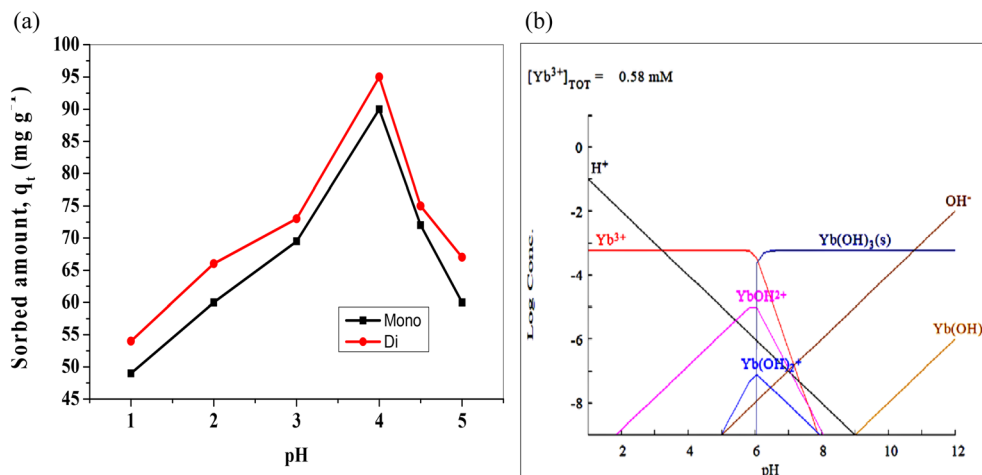 (a)
(b)
100
95
90
85
80
75
70
65
60
55
50
45
Sorbed amount, qt (mg g⁻¹)
Mono
Di
1 2 3 4 5
pH
[Yb³⁺]TOT = 0.58 mM
0
-2
-4
-6
-8
Log Conc.
H⁺
OH⁻
Yb³⁺
Yb(OH)₃(s)
YbOH²⁺
Yb(OH)₂⁺
Yb(OH)
2 4 6 8 10 12
pH